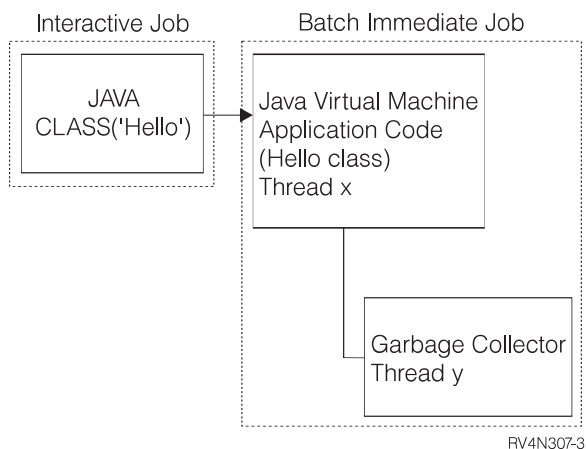 Interactive Job
Batch Immediate Job
JAVA
CLASS('Hello')
Java Virtual Machine
Application Code
(Hello class)
Thread x
Garbage Collector
Thread y
RV4N307-3